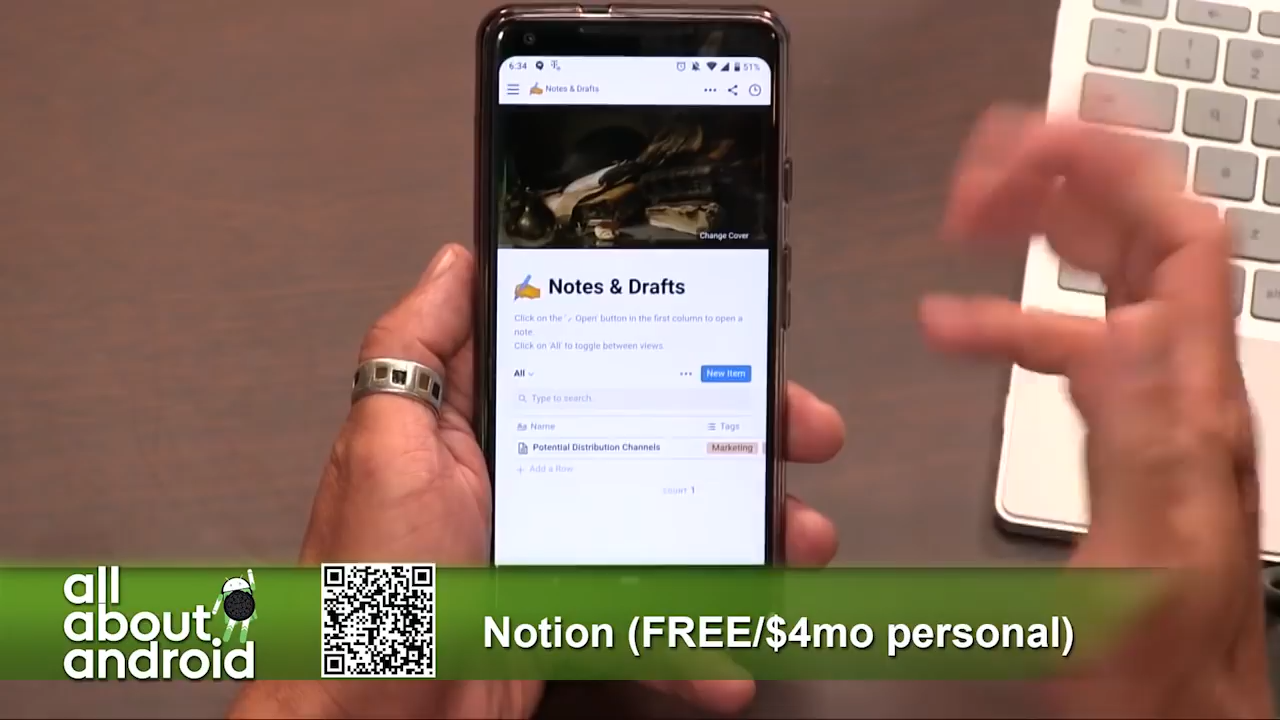 6:34
51%
Notes & Drafts
Change Cover
Notes & Drafts
Click on the '⤢ Open' button in the first column to open a
note.
Click on 'All' to toggle between views.
All
New Item
Type to search.
Aa Name
Tags
Potential Distribution Channels
Marketing
+ Add a Row
COUNT 1
all
about
android
Notion (FREE/$4mo personal)